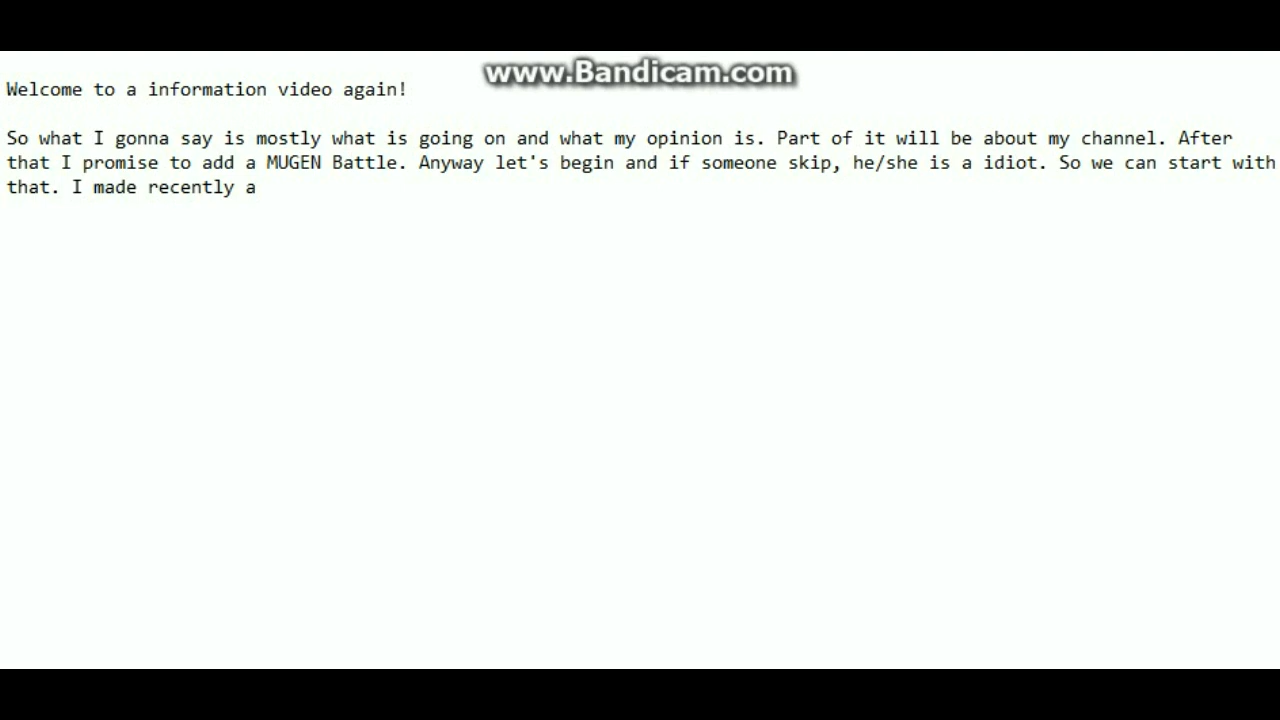 www.Bandicam.com
Welcome to a information video again!
So what I gonna say is mostly what is going on and what my opinion is. Part of it will be about my channel. After
that I promise to add a MUGEN Battle. Anyway let's begin and if someone skip, he/she is a idiot. So we can start with
that. I made recently a